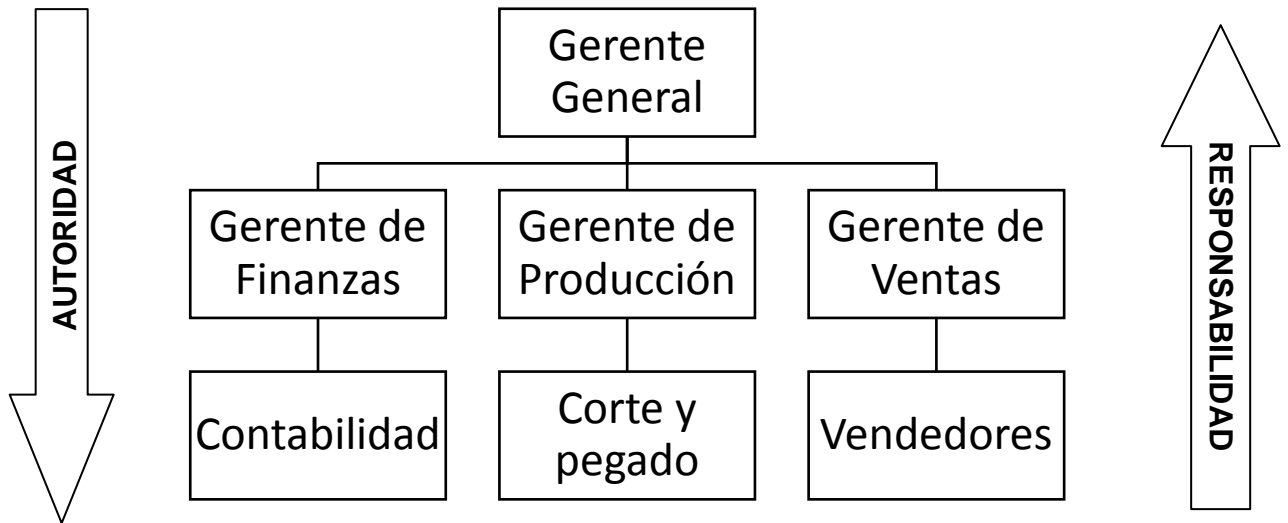 AUTORIDAD
Gerente
General
Gerente de
Finanzas
Gerente de
Producción
Gerente de
Ventas
Contabilidad
Corte y
pegado
Vendedores
RESPONSABILIDAD